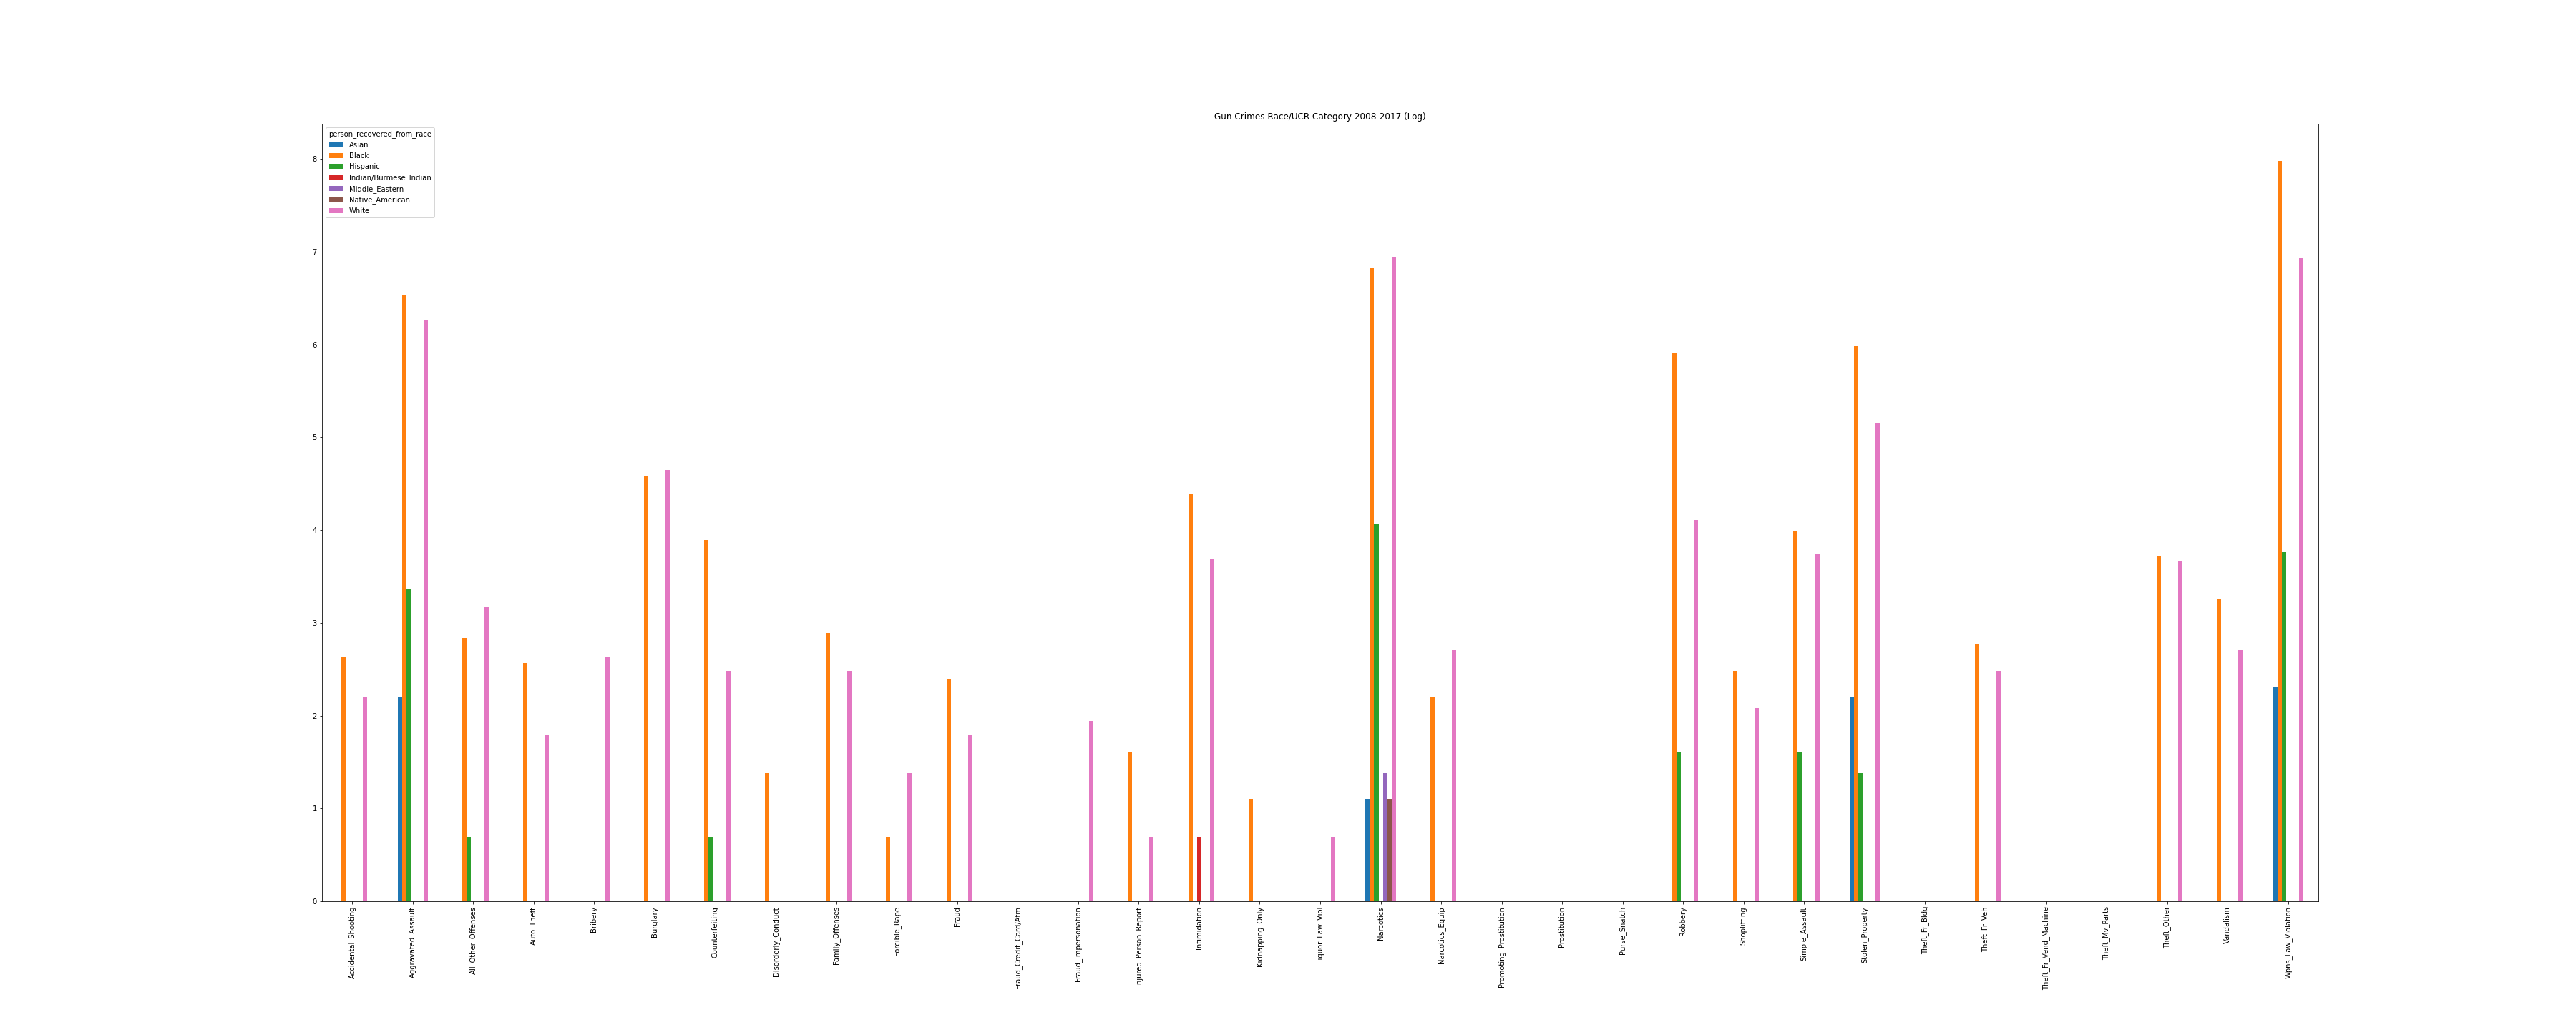 Gun Crimes Race/UCR Category 2008-2017 (Log)
person_recovered_from_race
Asian
Black
Hispanic
Indian/Burmese_Indian
Middle_Eastern
Native_American
White
8
7
6
5
4
3
2
1
0
Accidental_Shooting
Aggravated_Assault
All_Other_Offenses
Auto_Theft
Bribery
Burglary
Counterfeiting
Disorderly_Conduct
Family_Offenses
Forcible_Rape
Fraud
Fraud_Credit_Card/Atm
Fraud_Impersonation
Injured_Person_Report
Intimidation
Kidnapping_Only
Liquor_Law_Viol
Narcotics
Narcotics_Equip
Promoting_Prostitution
Prostitution
Purse_Snatch
Robbery
Shoplifting
Simple_Assault
Stolen_Property
Theft_Fr_Bldg
Theft_Fr_Veh
Theft_Fr_Vend_Machine
Theft_Mv_Parts
Theft_Other
Vandalism
Wpns_Law_Violation